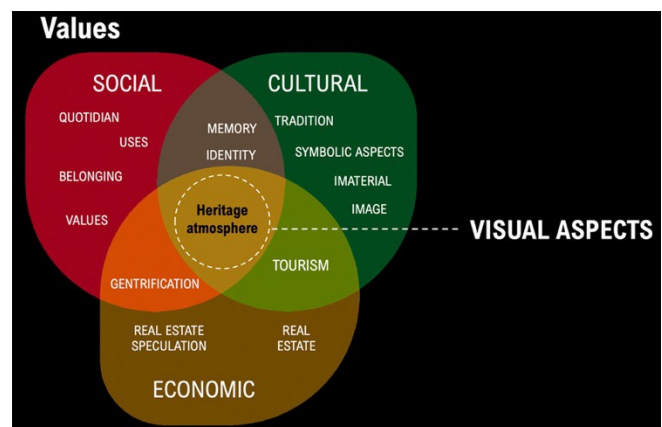 Values
SOCIAL
CULTURAL
QUOTIDIAN
USES
BELONGING
VALUES
MEMORY
IDENTITY
TRADITION
SYMBOLIC ASPECTS
IMATERIAL
IMAGE
Heritage
atmosphere
VISUAL ASPECTS
GENTRIFICATION
TOURISM
REAL ESTATE
SPECULATION
REAL
ESTATE
ECONOMIC